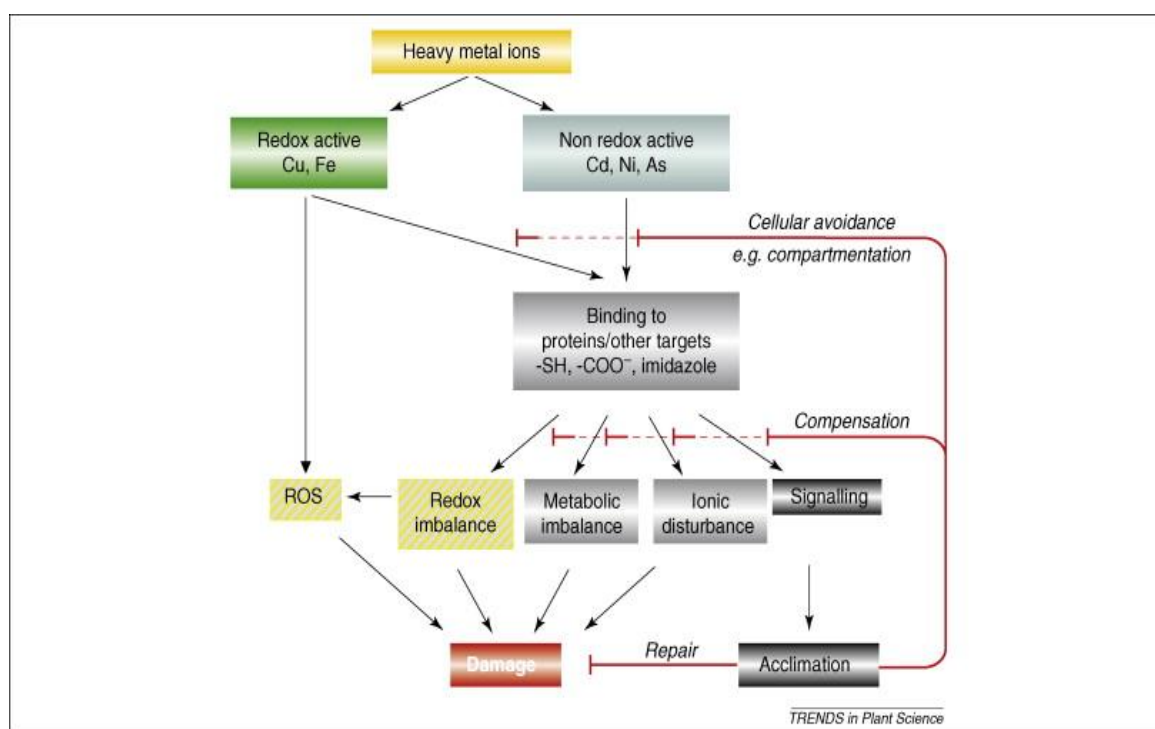 Heavy metal ions
Redox active
Cu, Fe
Non redox active
Cd, Ni, As
Cellular avoidance
e.g. compartmentation
Binding to
proteins/other targets
-SH, -COO⁻, imidazole
Compensation
ROS
Redox
imbalance
Metabolic
imbalance
Ionic
disturbance
Signalling
Damage
Repair
Acclimation
TRENDS in Plant Science